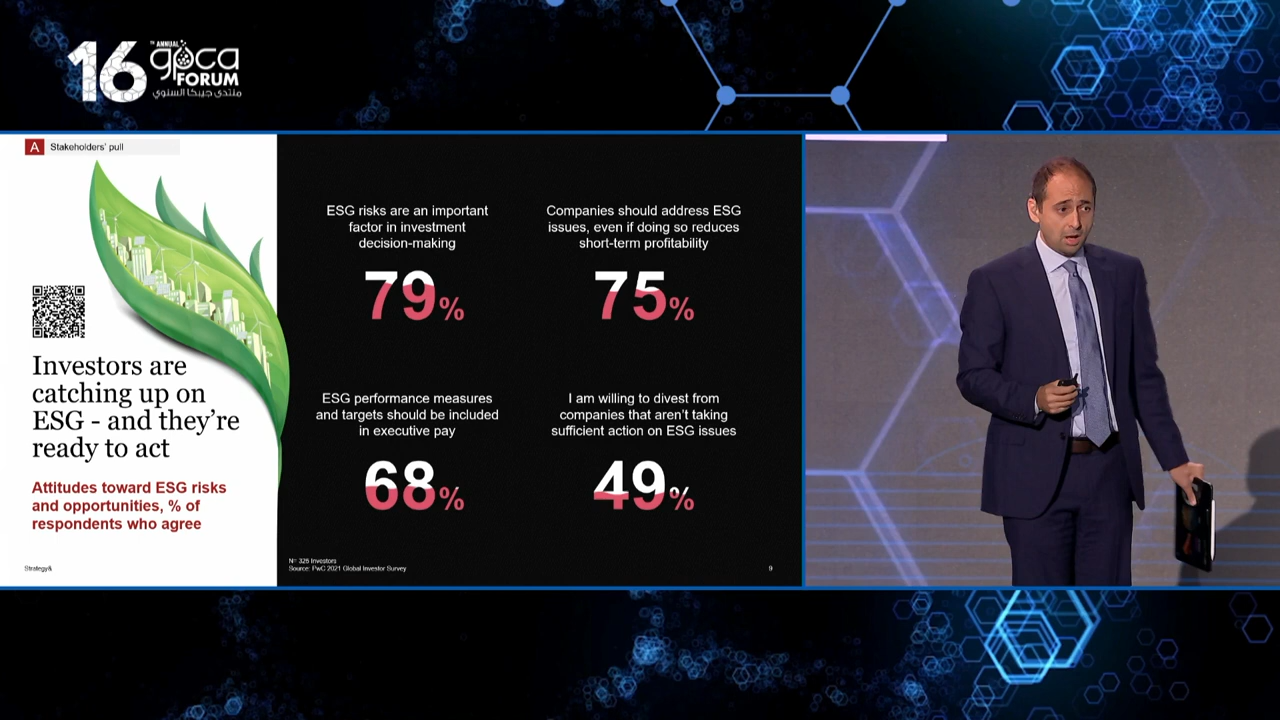 16
TH ANNUAL
gpca
FORUM
منتدى جيبكا السنوي
A
Stakeholders' pull
Investors are
catching up on
ESG - and they're
ready to act
Attitudes toward ESG risks
and opportunities, % of
respondents who agree
Strategy&
ESG risks are an important
factor in investment
decision-making
79%
Companies should address ESG
issues, even if doing so reduces
short-term profitability
75%
ESG performance measures
and targets should be included
in executive pay
68%
I am willing to divest from
companies that aren't taking
sufficient action on ESG issues
49%
N= 325 Investors
Source: PwC 2021 Global Investor Survey
9